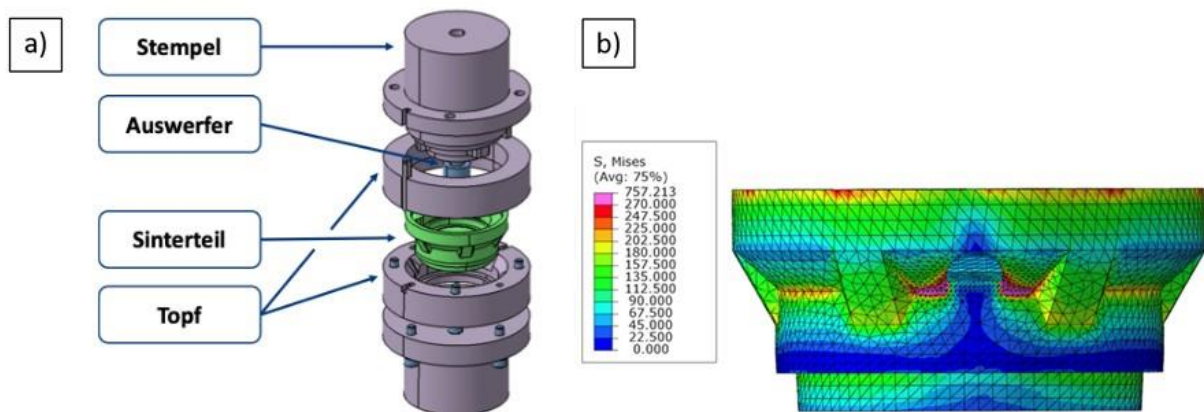 a)
Stempel
Auswerfer
Sinterteil
Topf
b)
S, Mises
(Avg: 75%)
757.213
270.000
247.500
225.000
202.500
180.000
157.500
135.000
112.500
90.000
67.500
45.000
22.500
0.000